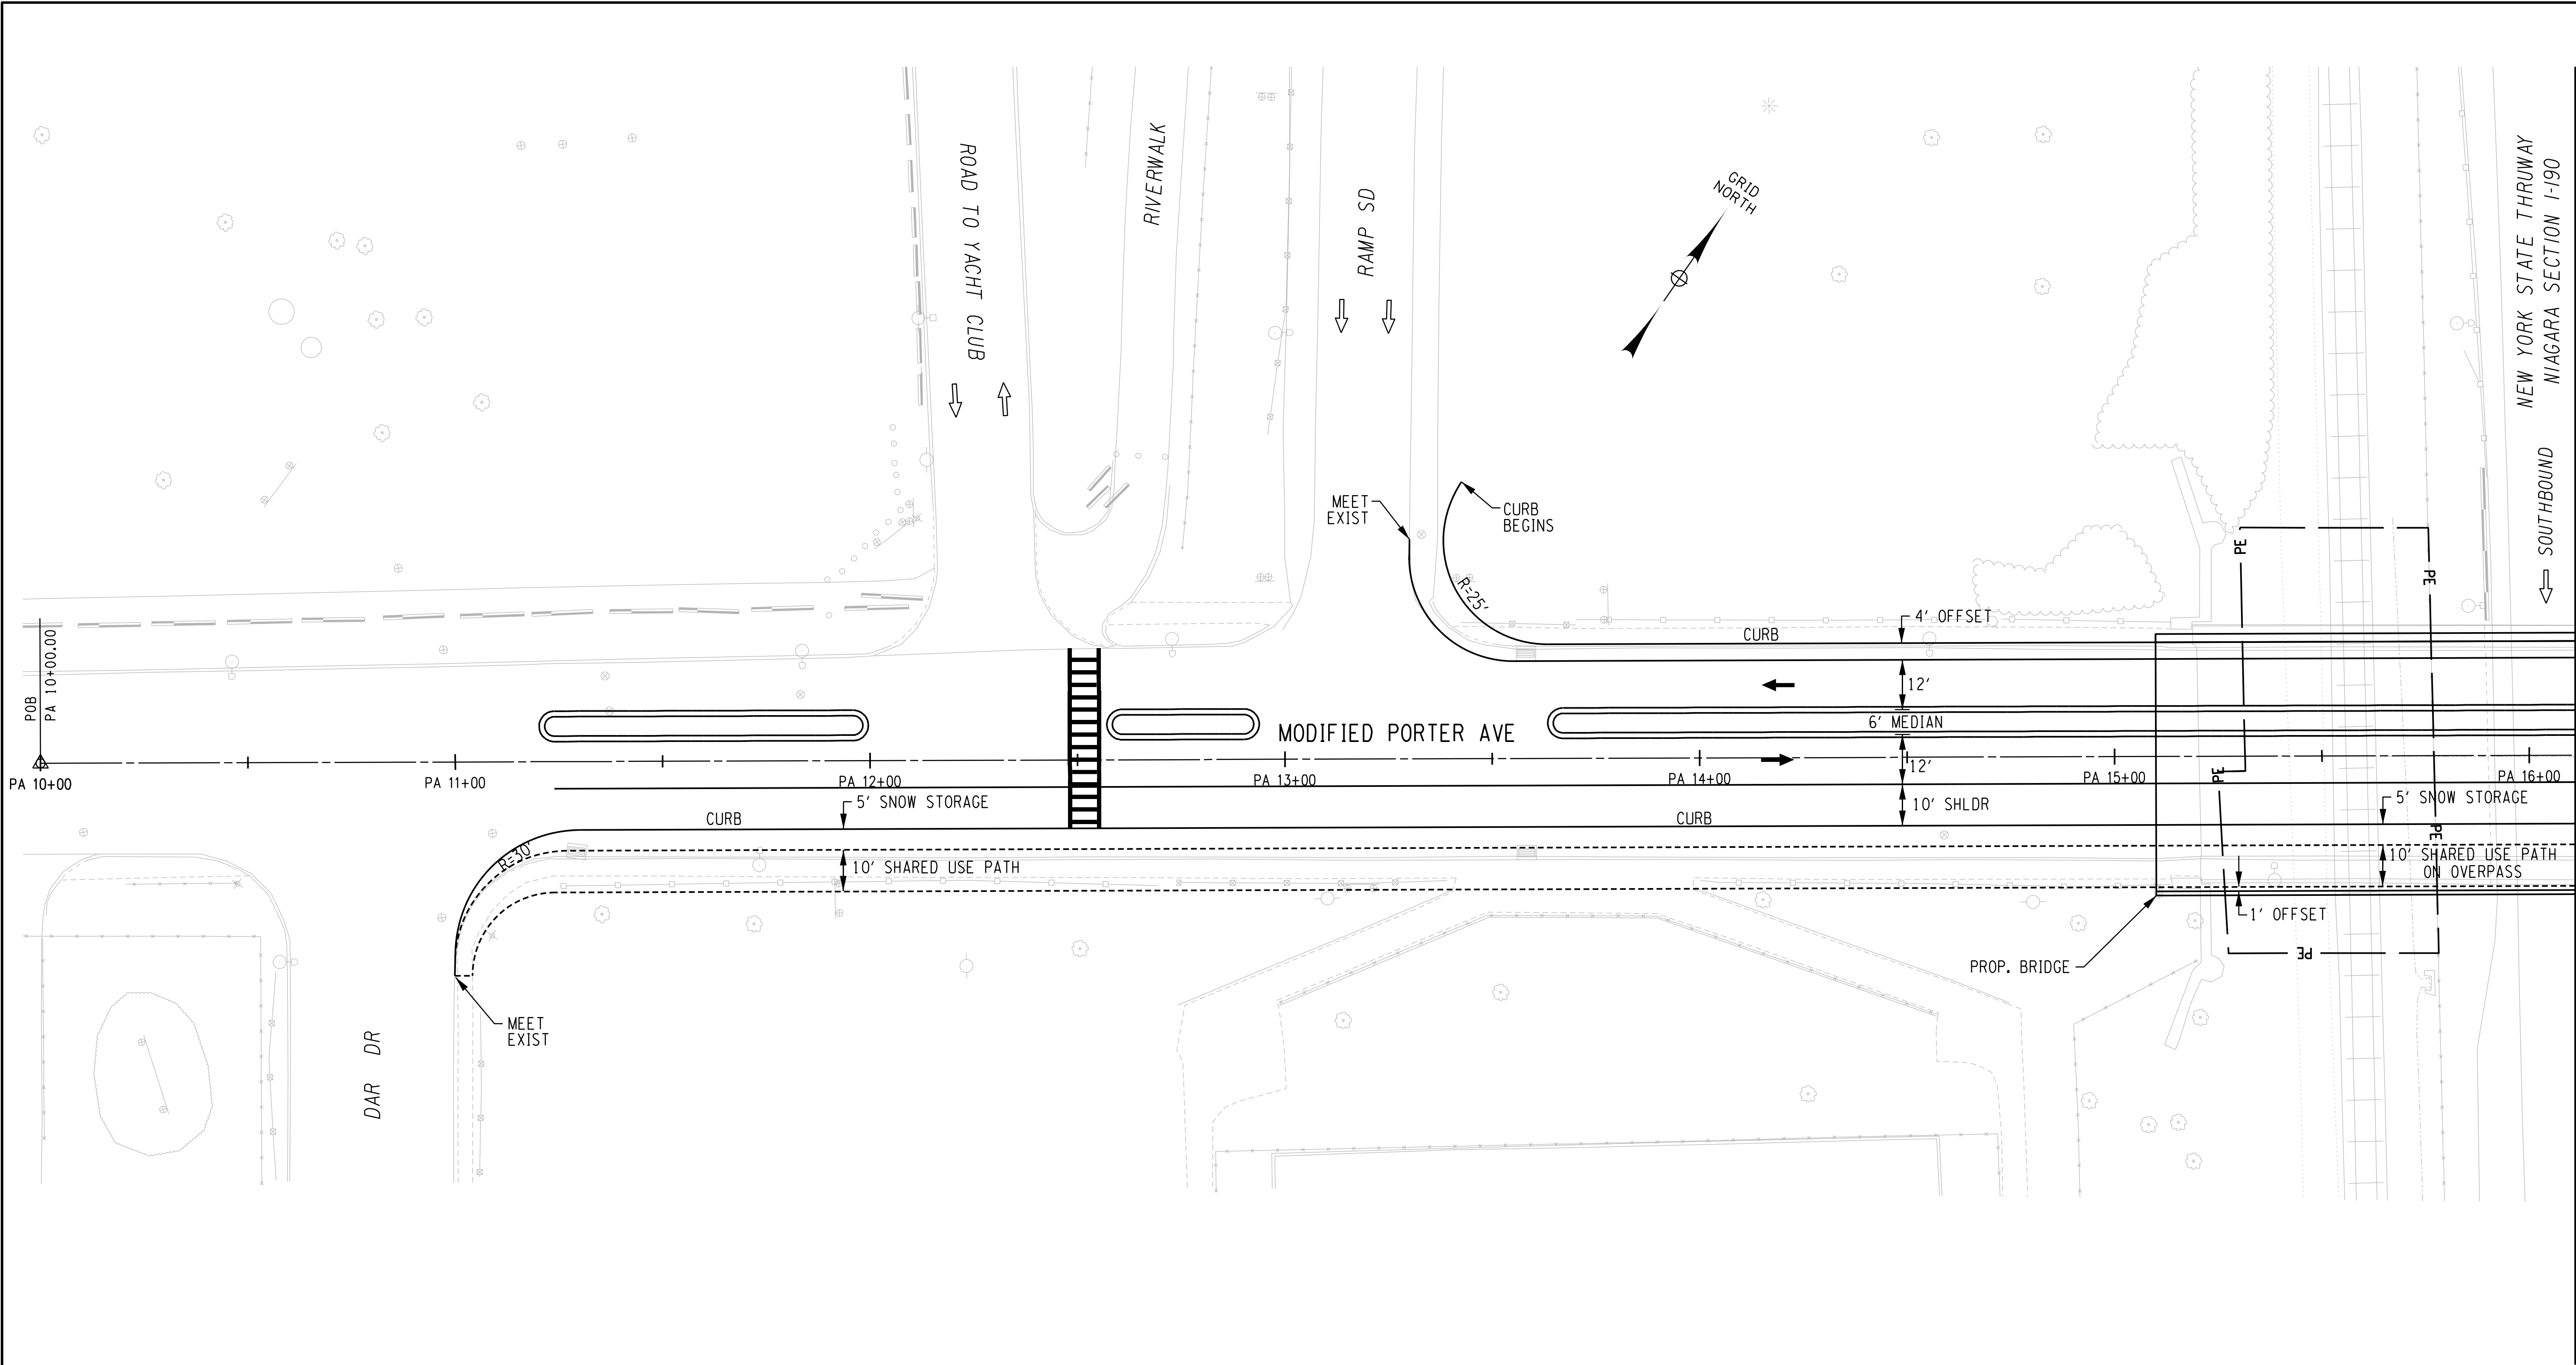 ROAD TO YACHT CLUB
RIVERWALK
RAMP SD
GRID
NORTH
NEW YORK STATE THRUWAY
NIAGARA SECTION I-190
SOUTHBOUND
MEET
EXIST
CURB
BEGINS
R=25'
PE
PE
POB
PA 10+00.00
CURB
4' OFFSET
12'
6' MEDIAN
MODIFIED PORTER AVE
12'
PE
PA 10+00
PA 11+00
PA 12+00
PA 13+00
PA 14+00
PA 15+00
PA 16+00
5' SNOW STORAGE
10' SHLDR
5' SNOW STORAGE
CURB
CURB
PE
R=30'
10' SHARED USE PATH
10' SHARED USE PATH
ON OVERPASS
1' OFFSET
PE
PROP. BRIDGE
MEET
EXIST
DAR DR